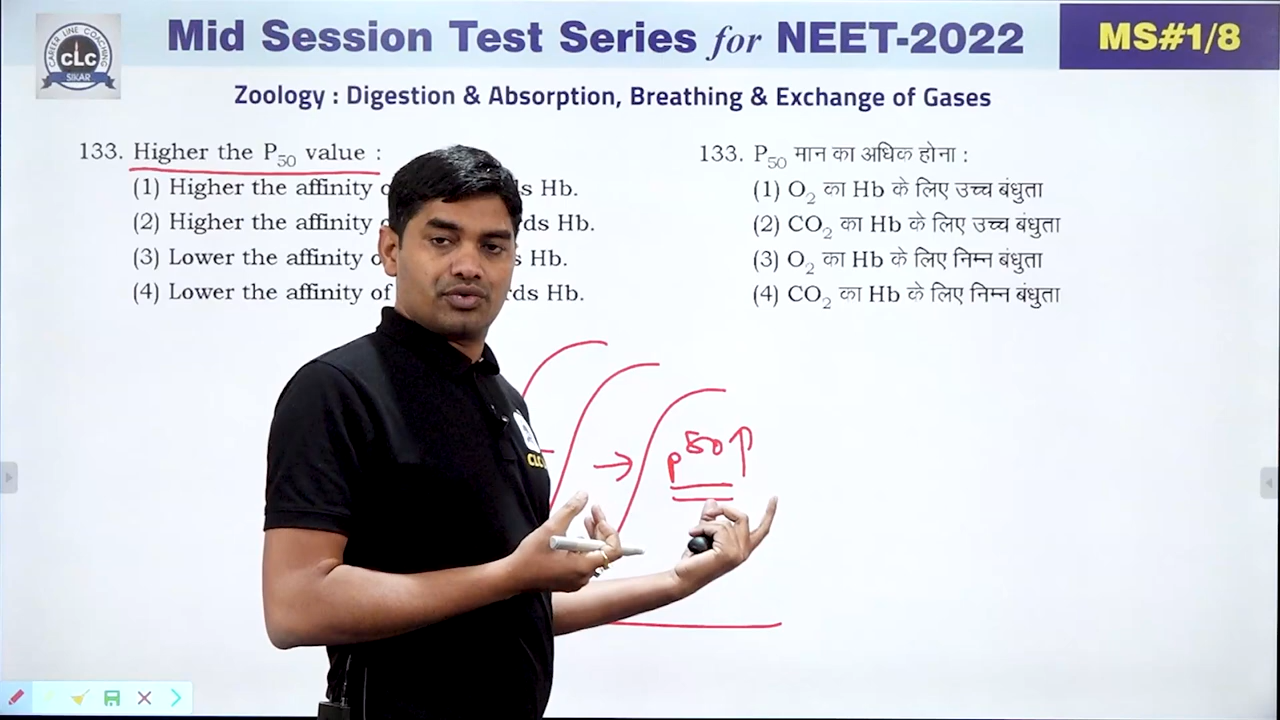 Mid Session Test Series for NEET-2022
MS#1/8
CAREER LINE COACHING
CLC
SIKAR
Zoology : Digestion & Absorption, Breathing & Exchange of Gases
133. Higher the P50 value :
(1) Higher the affinity Hb.
(2) Higher the affinity Hb.
(3) Lower the affinity Hb.
(4) Lower the affinity of Hb.
133. P50 मान का अधिक होना :
(1) O2 का Hb के लिए उच्च बंधुता
(2) CO2 का Hb के लिए उच्च बंधुता
(3) O2 का Hb के लिए निम्न बंधुता
(4) CO2 का Hb के लिए निम्न बंधुता
→ P50 ↑
CLC